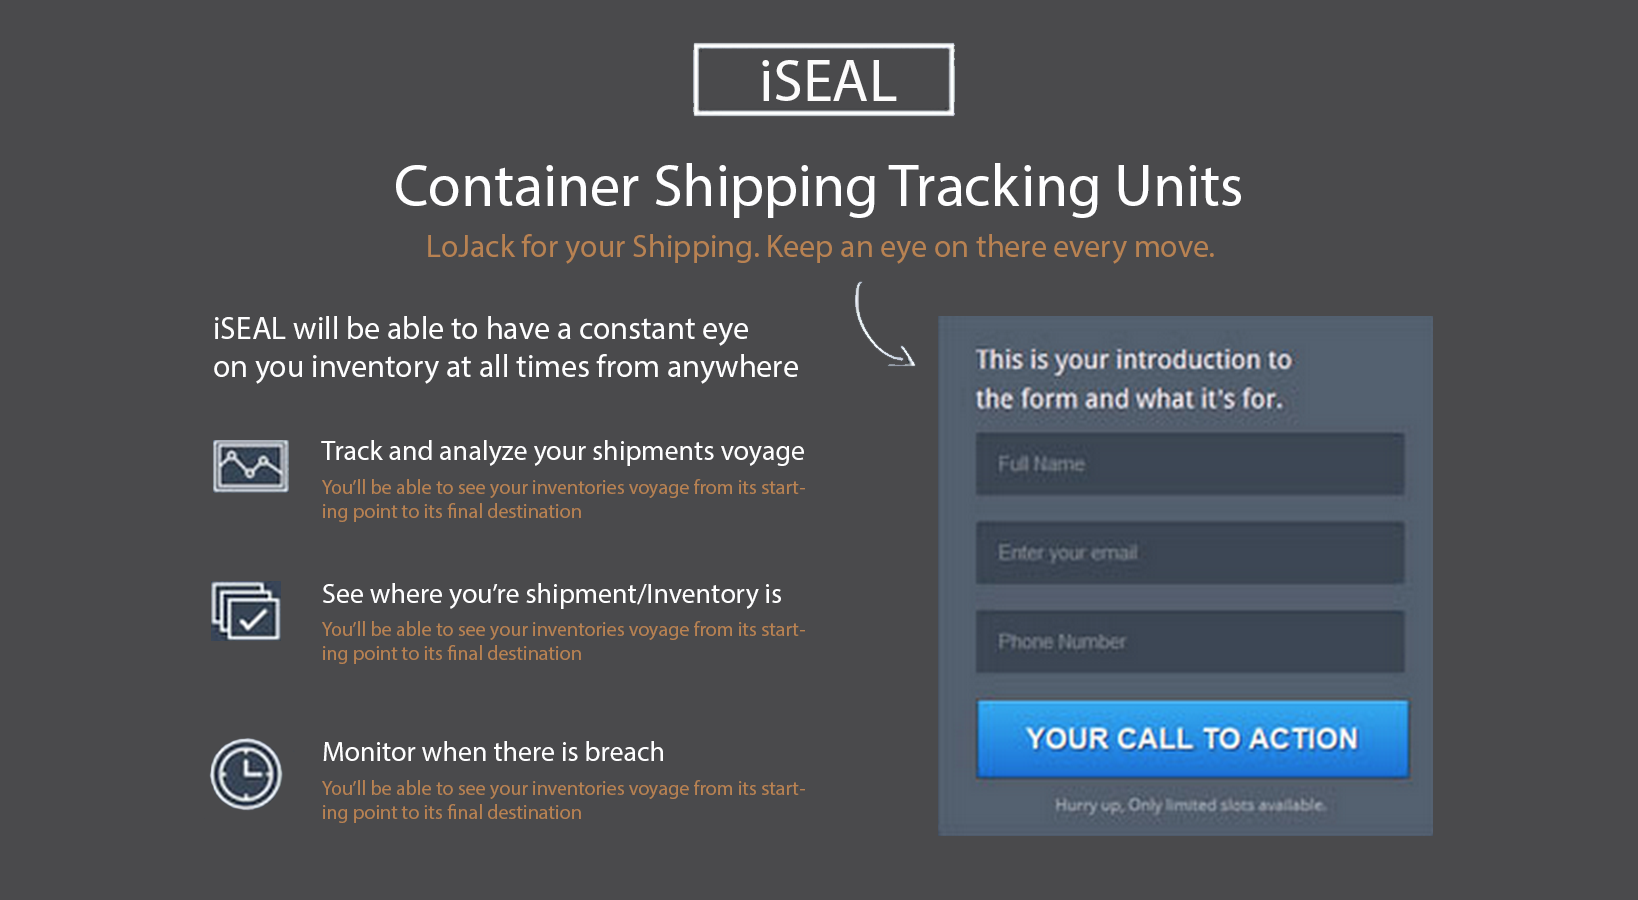 iSEAL
Container Shipping Tracking Units
LoJack for your Shipping. Keep an eye on there every move.
iSEAL will be able to have a constant eye
on you inventory at all times from anywhere
Track and analyze your shipments voyage
You'll be able to see your inventories voyage from its start-
ing point to its final destination
See where you're shipment/Inventory is
You'll be able to see your inventories voyage from its start-
ing point to its final destination
Monitor when there is breach
You'll be able to see your inventories voyage from its start-
ing point to its final destination
This is your introduction to
the form and what it's for.
Full Name
Enter your email
Phone Number
YOUR CALL TO ACTION
Hurry up, Only limited slots available.